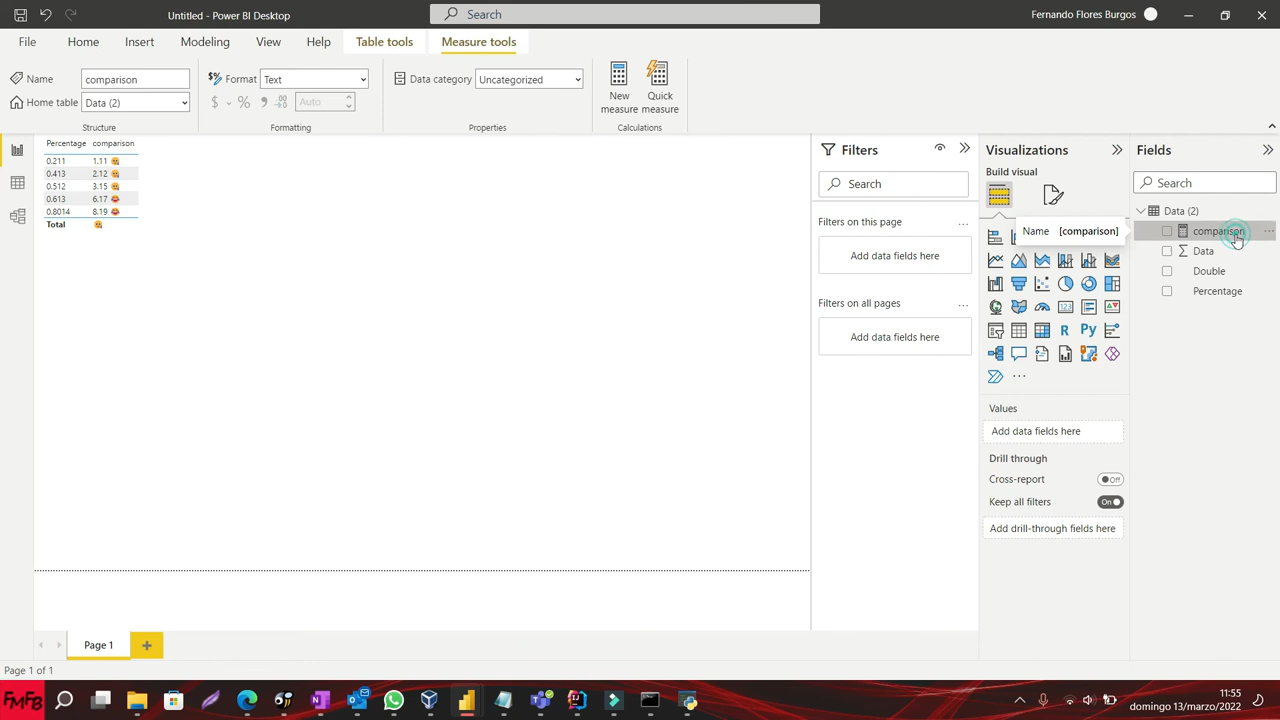 Untitled - Power BI Desktop
Search
Fernando Flores Burgos
File
Home
Insert
Modeling
View
Help
Table tools
Measure tools
Name
comparison
Format
Text
Data category
Uncategorized
Home table
Data (2)
$
%
Auto
New
measure
Quick
measure
Structure
Formatting
Properties
Calculations
Percentage comparison
0.211 1.11
0.413 2.12
0.512 3.15
0.613 6.17
0.8014 8.19
Total
Filters
Search
Filters on this page
Add data fields here
Filters on all pages
Add data fields here
Visualizations
Build visual
Name [comparison]
R
Py
Values
Add data fields here
Drill through
Cross-report
Off
Keep all filters
On
Add drill-through fields here
Fields
Search
Data (2)
comparison
Data
Double
Percentage
Page 1
Page 1 of 1
FMFB
11:55
domingo 13/marzo/2022